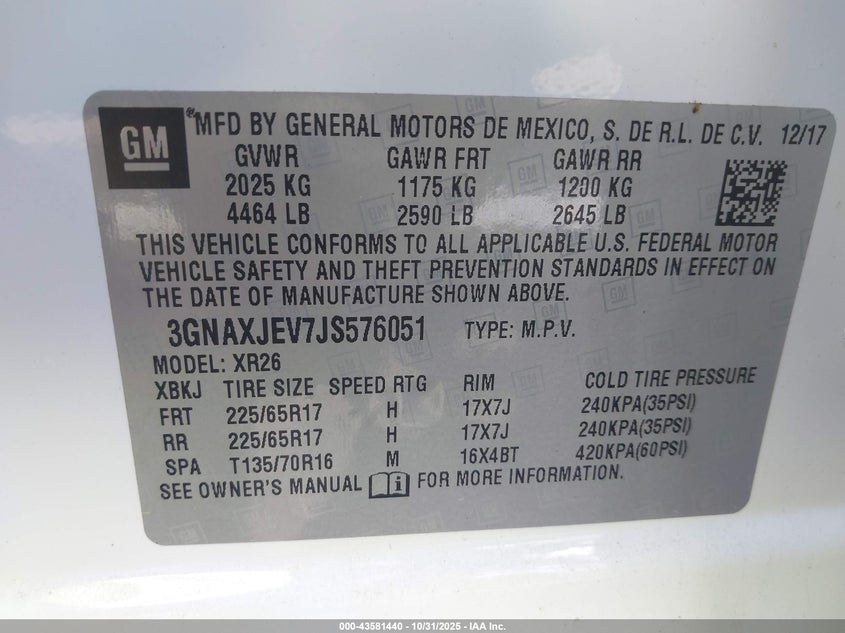 GM ® MFD BY GENERAL MOTORS DE MEXICO, S. DE R.L. DE C.V. 12/17
GVWR GAWR FRT GAWR RR
2025 KG 1175 KG 1200 KG
4464 LB 2590 LB 2645 LB
THIS VEHICLE CONFORMS TO ALL APPLICABLE U.S. FEDERAL MOTOR
VEHICLE SAFETY AND THEFT PREVENTION STANDARDS IN EFFECT ON
THE DATE OF MANUFACTURE SHOWN ABOVE.
3GNAXJEV7JS576051 TYPE: M.P.V.
MODEL: XR26
XBKJ TIRE SIZE SPEED RTG RIM COLD TIRE PRESSURE
FRT 225/65R17 H 17X7J 240KPA(35PSI)
RR 225/65R17 H 17X7J 240KPA(35PSI)
SPA T135/70R16 M 16X4BT 420KPA(60PSI)
SEE OWNER'S MANUAL i FOR MORE INFORMATION.
000-43581440 - 10/31/2025 - IAA Inc.